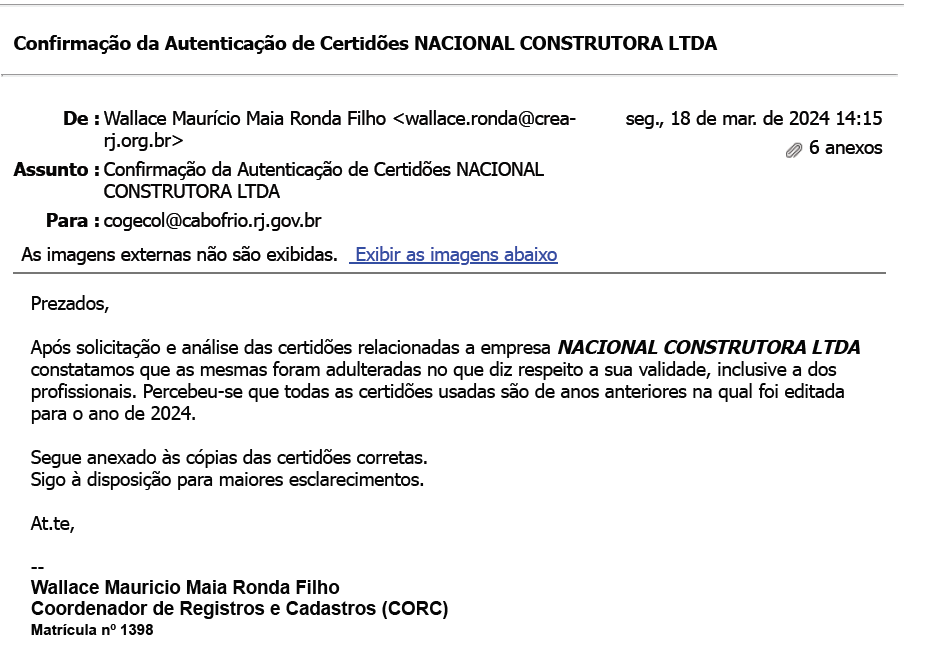 Confirmação da Autenticação de Certidões NACIONAL CONSTRUTORA LTDA
De : Wallace Maurício Maia Ronda Filho <wallace.ronda@crea-
rj.org.br>
seg., 18 de mar. de 2024 14:15
6 anexos
Assunto : Confirmação da Autenticação de Certidões NACIONAL
CONSTRUTORA LTDA
Para : cogecol@cabofrio.rj.gov.br
As imagens externas não são exibidas. Exibir as imagens abaixo
Prezados,
Após solicitação e análise das certidões relacionadas a empresa NACIONAL CONSTRUTORA LTDA
constatamos que as mesmas foram adulteradas no que diz respeito a sua validade, inclusive a dos
profissionais. Percebeu-se que todas as certidões usadas são de anos anteriores na qual foi editada
para o ano de 2024.
Segue anexado às cópias das certidões corretas.
Sigo à disposição para maiores esclarecimentos.
At.te,
--
Wallace Mauricio Maia Ronda Filho
Coordenador de Registros e Cadastros (CORC)
Matrícula nº 1398